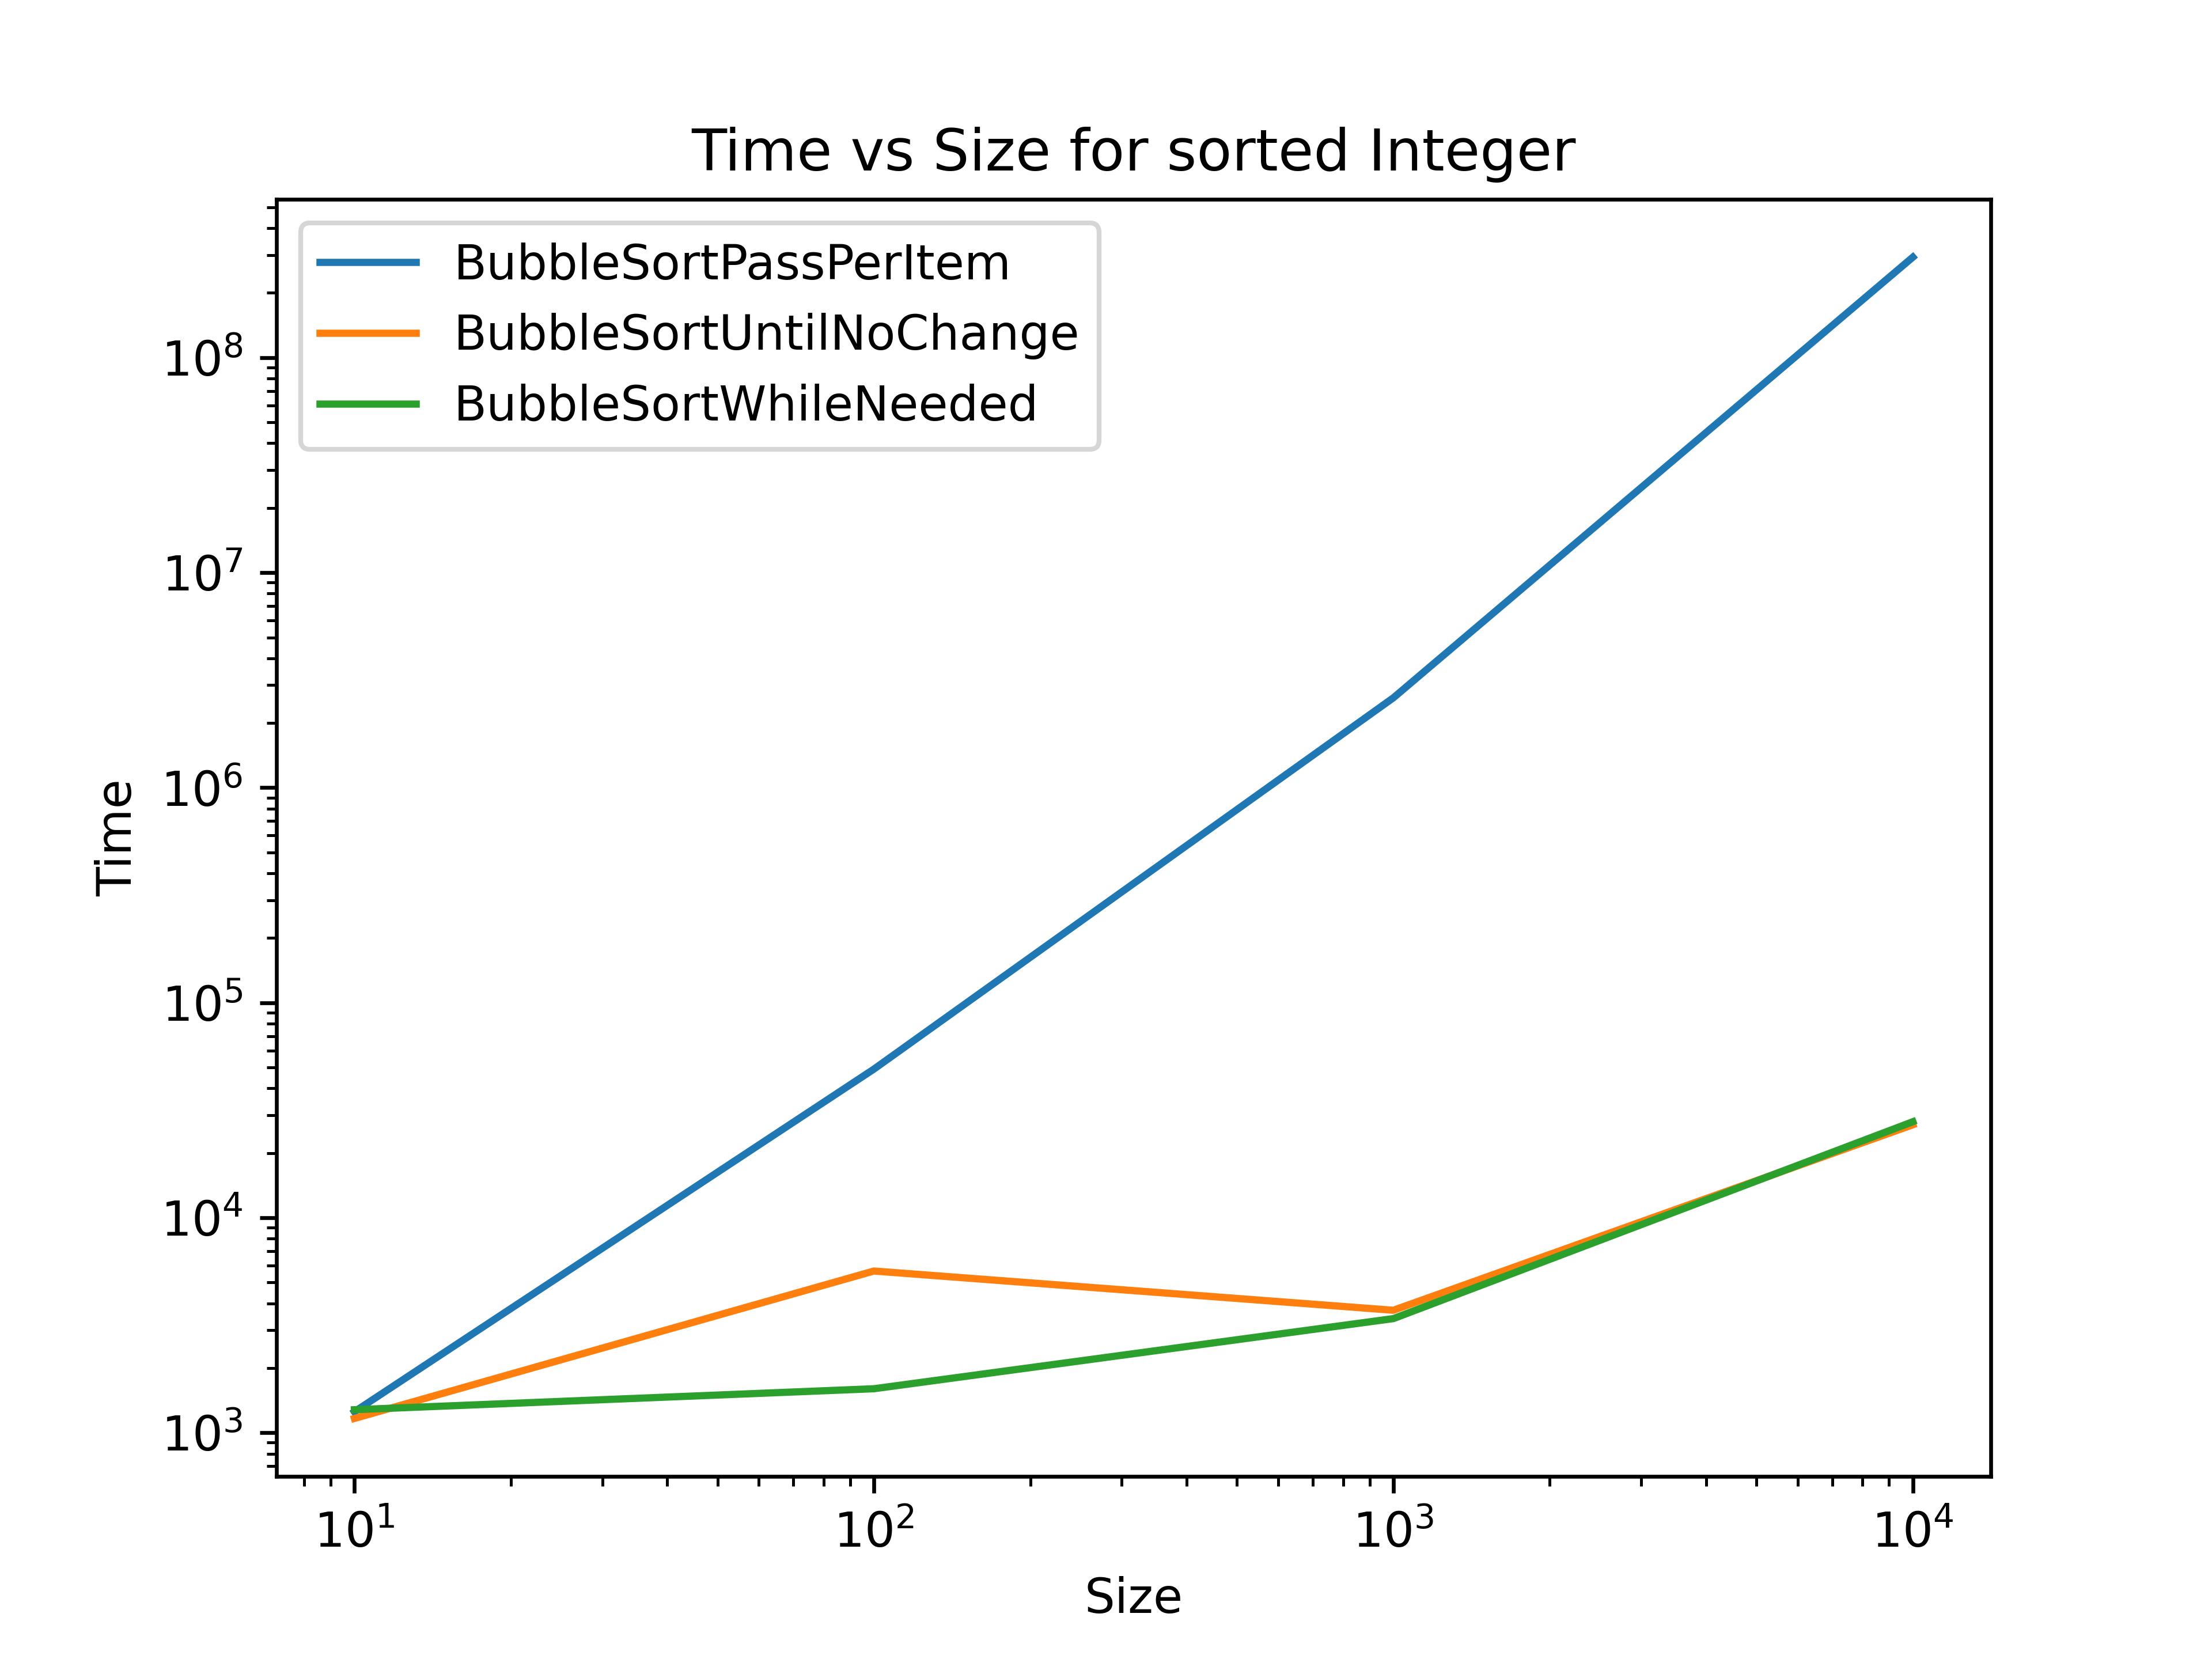 Time vs Size for sorted Integer
BubbleSortPassPerItem
BubbleSortUntilNoChange
BubbleSortWhileNeeded
10⁸
10⁷
10⁶
10⁵
10⁴
10³
Time
10¹ 10² 10³ 10⁴
Size